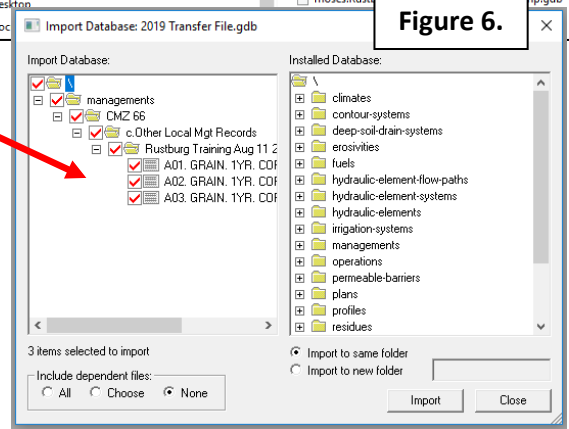 esktop
Figure 6.
Import Database: 2019 Transfer File.gdb
Import Database:
\
managements
CMZ 66
c.Other Local Mgt Records
Rustburg Training Aug 11 2
A01. GRAIN. 1YR. COF
A02. GRAIN. 1YR. COF
A03. GRAIN. 1YR. COF
3 items selected to import
Include dependent files:
All Choose None
Installed Database:
\
climates
contour-systems
deep-soil-drain-systems
erosivities
fuels
hydraulic-element-flow-paths
hydraulic-element-systems
hydraulic-elements
irrigation-systems
managements
operations
permeable-barriers
plans
profiles
residues
Import to same folder
Import to new folder
Import Close